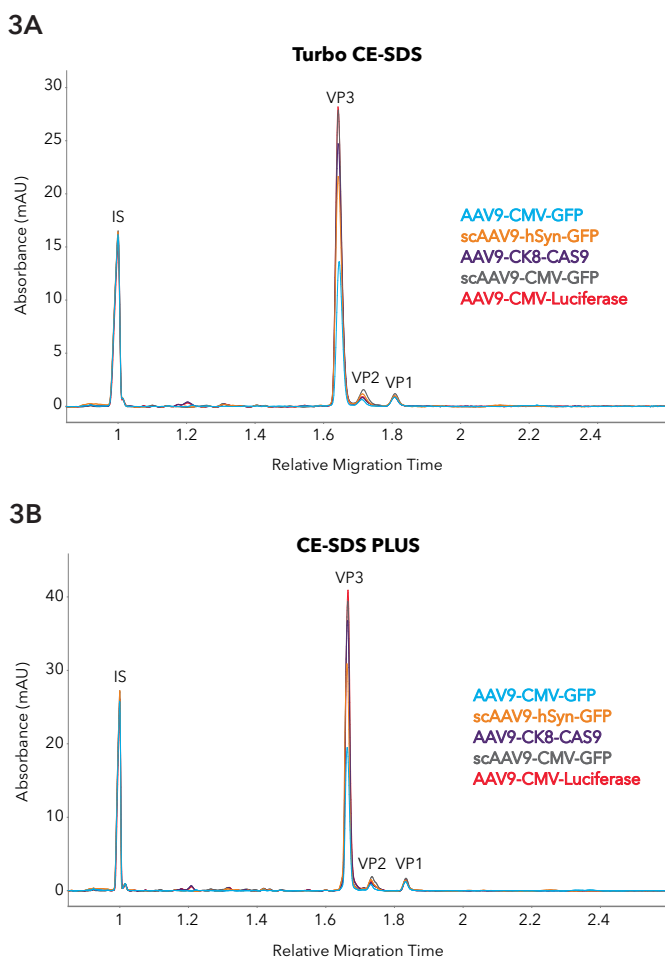 3A
Turbo CE-SDS
30
25
20
15
10
5
0
Absorbance (mAU)
IS
VP3
VP2
VP1
AAV9-CMV-GFP
scAAV9-hSyn-GFP
AAV9-CK8-CAS9
scAAV9-CMV-GFP
AAV9-CMV-Luciferase
1 1.2 1.4 1.6 1.8 2 2.2 2.4
Relative Migration Time
3B
CE-SDS PLUS
40
30
20
10
0
Absorbance (mAU)
IS
VP3
VP2 VP1
AAV9-CMV-GFP
scAAV9-hSyn-GFP
AAV9-CK8-CAS9
scAAV9-CMV-GFP
AAV9-CMV-Luciferase
1 1.2 1.4 1.6 1.8 2 2.2 2.4
Relative Migration Time